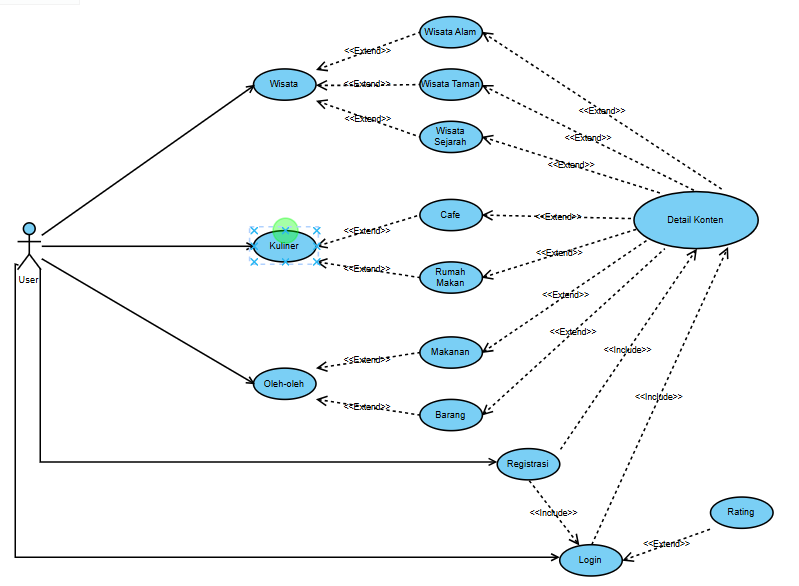 Wisata Alam
<<Extend>>
Wisata
<<Extend>>
Wisata Taman
<<Extend>>
<<Extend>>
<<Extend>>
Wisata
Sejarah
<<Extend>>
Cafe
<<Extend>>
Detail Konten
<<Extend>>
Kuliner
<<Extend>>
<<Extend>>
Rumah
Makan
User
<<Extend>>
<<Extend>>
Makanan
<<Include>>
<<Extend>>
Oleh-oleh
<<Include>>
<<Extend>>
Barang
Registrasi
<<Include>>
Rating
<<Extend>>
Login